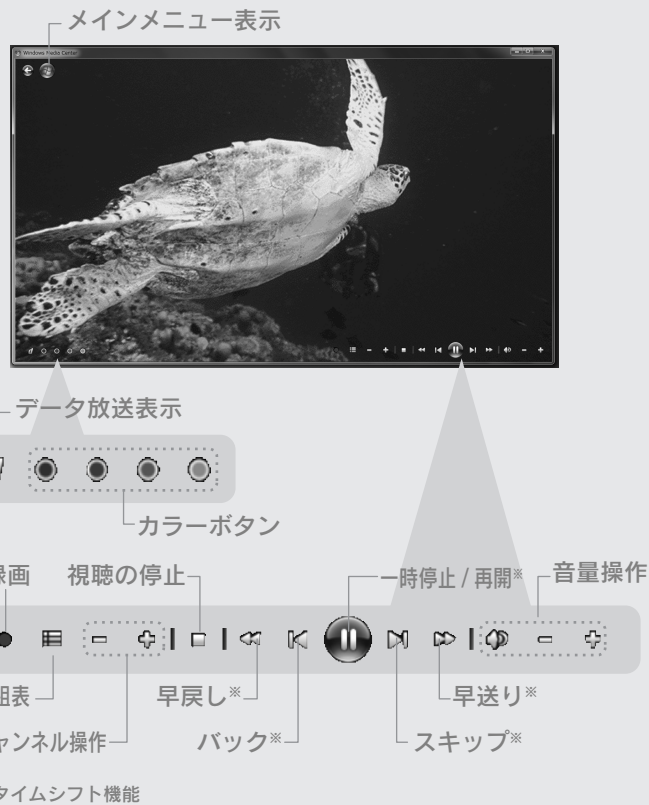 メインメニュー表示
Windows Media Center
データ放送表示
カラーボタン
録画
視聴の停止
一時停止 / 再開※
音量操作
組表
早戻し※
早送り※
ャンネル操作
バック※
スキップ※
タイムシフト機能